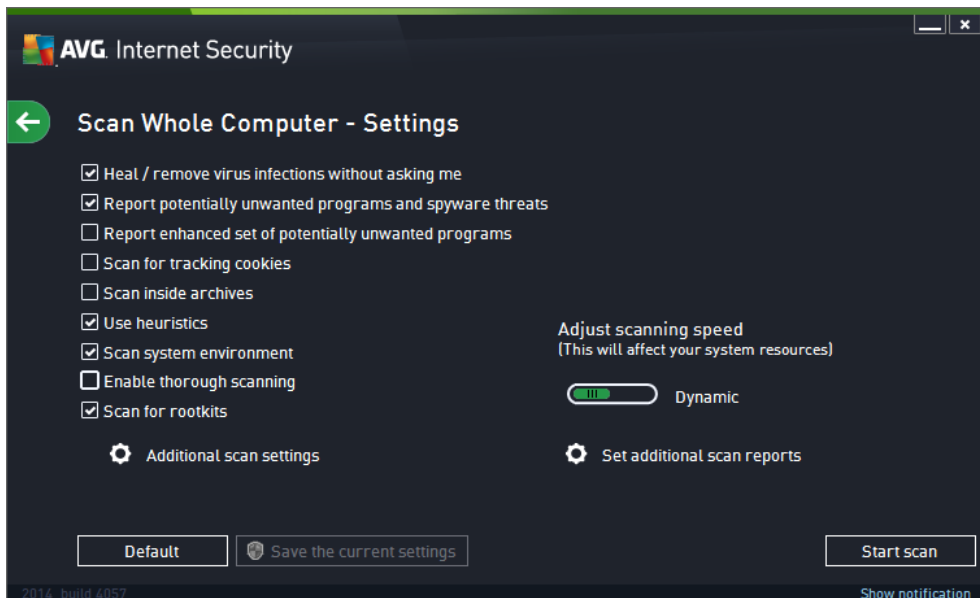 AVG. Internet Security
Scan Whole Computer - Settings
Heal / remove virus infections without asking me
Report potentially unwanted programs and spyware threats
Report enhanced set of potentially unwanted programs
Scan for tracking cookies
Scan inside archives
Use heuristics
Scan system environment
Enable thorough scanning
Scan for rootkits
Adjust scanning speed
(This will affect your system resources)
Dynamic
Additional scan settings
Set additional scan reports
Default
Save the current settings
Start scan
2014 build 4057
Show notification